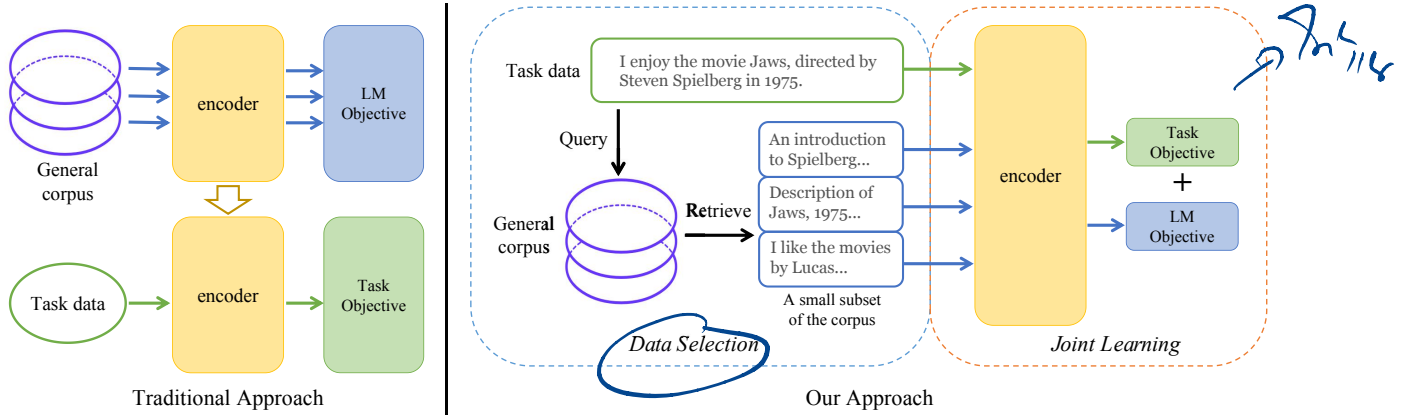 General
corpus
encoder
LM
Objective
Task data
encoder
Task
Objective
Traditional Approach
Task data
I enjoy the movie Jaws, directed by
Steven Spielberg in 1975.
Query
General
corpus
Retrieve
An introduction
to Spielberg...
Description of
Jaws, 1975...
I like the movies
by Lucas...
A small subset
of the corpus
Data Selection
encoder
Task
Objective
+
LM
Objective
Joint Learning
Our Approach